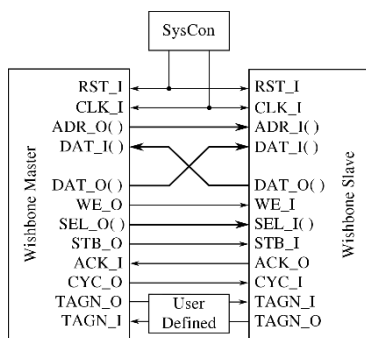 SysCon
RST_I RST_I
CLK_I CLK_I
ADR_O( ) ADR_I( )
DAT_I( ) DAT_I( )
DAT_O( ) DAT_O( )
WE_O WE_I
SEL_O( ) SEL_I( )
STB_O STB_I
ACK_I ACK_O
CYC_O CYC_I
TAGN_O User TAGN_I
TAGN_I Defined TAGN_O
Wishbone Master
Wishbone Slave